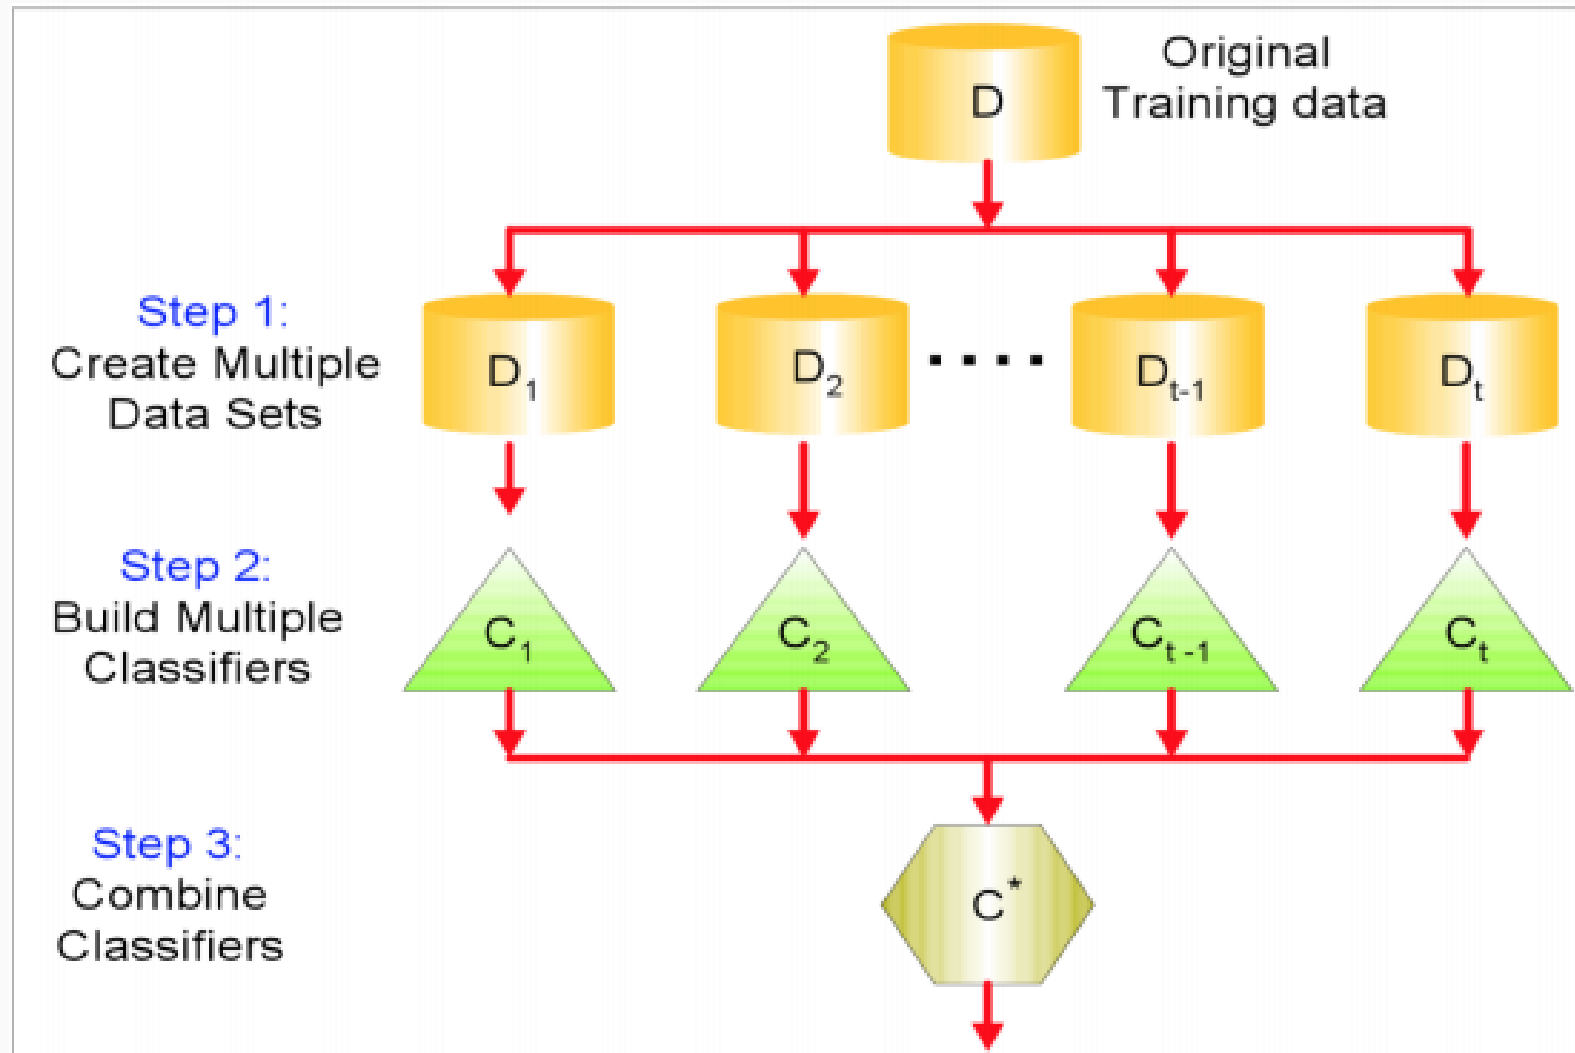 D
Original
Training data
Step 1:
Create Multiple
Data Sets
D1
D2
....
Dt-1
Dt
Step 2:
Build Multiple
Classifiers
C1
C2
Ct-1
Ct
Step 3:
Combine
Classifiers
C*